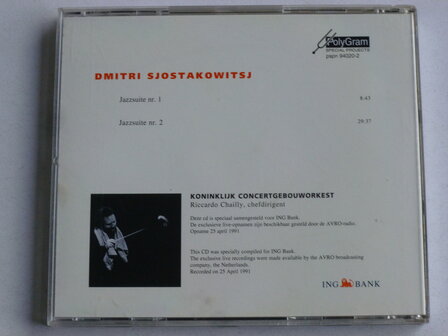 PolyGram
SPECIAL PROJECTS
pspn 94020-2
DMITRI SJOSTAKOWITSJ
Jazzsuite nr. 1 8.43
Jazzsuite nr. 2 29:37
KONINKLIJK CONCERTGEBOUWORKEST
Riccardo Chailly, chefdirigent
Deze cd is speciaal samengesteld voor ING Bank.
De exclusieve live-opnamen zijn beschikbaar gesteld door de AVRO-radio.
Opname 25 april 1991
This CD was specially compiled for ING Bank.
The exclusive live recordings were made available by the AVRO broadcasting
company, the Netherlands.
Recorded on 25 April 1991
ING BANK